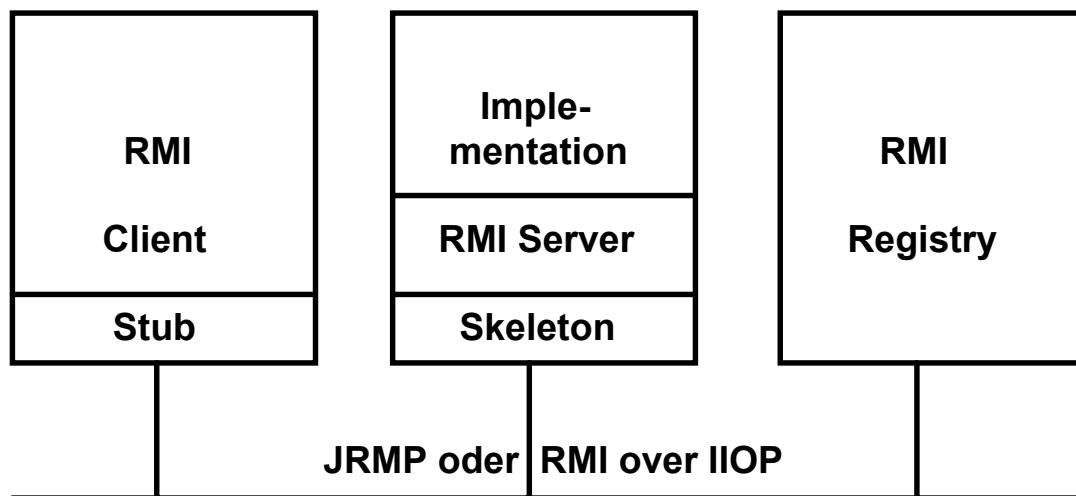 RMI
Client
Stub
Imple-
mentation
RMI Server
Skeleton
RMI
Registry
JRMP oder RMI over IIOP